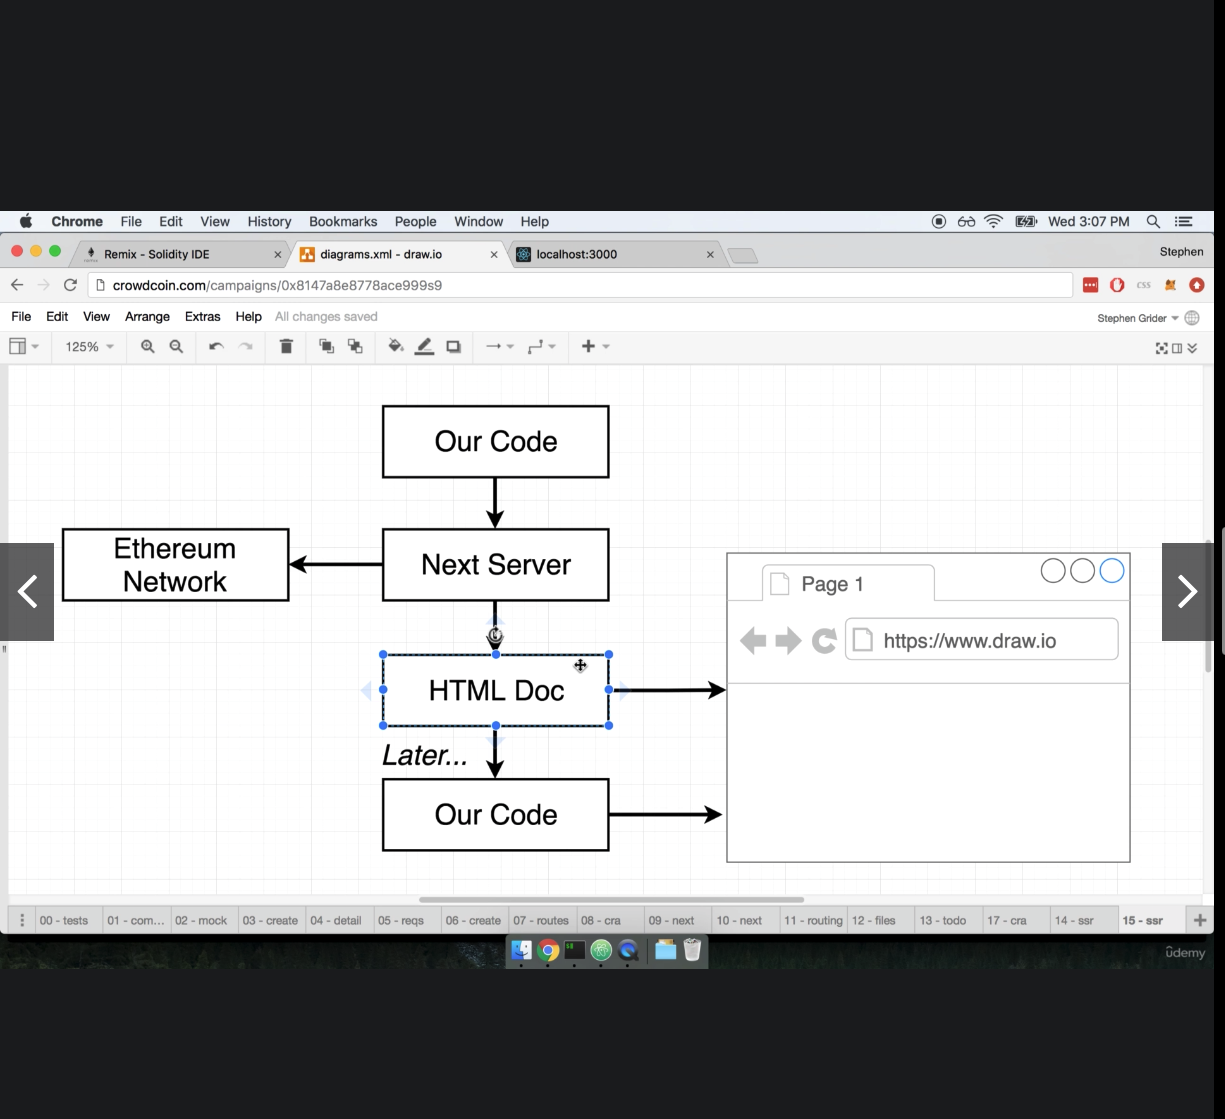 Chrome File Edit View History Bookmarks People Window Help Wed 3:07 PM
Remix - Solidity IDE diagrams.xml - draw.io localhost:3000 Stephen
crowdcoin.com/campaigns/0x8147a8e8778ace999s9 CSS
File Edit View Arrange Extras Help All changes saved Stephen Grider
125%
Our Code
Ethereum
Network
Next Server
Page 1
https://www.draw.io
HTML Doc
Later...
Our Code
00 - tests 01 - com... 02 - mock 03 - create 04 - detail 05 - reqs 06 - create 07 - routes 08 - cra 09 - next 10 - next 11 - routing 12 - files 13 - todo 17 - cra 14 - ssr 15 - ssr
ûdemy